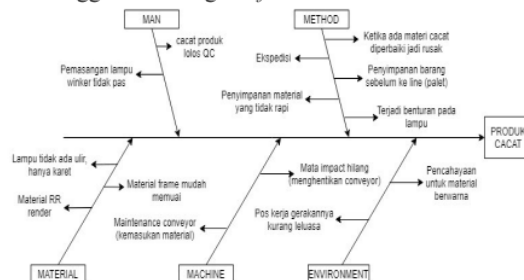 MAN
METHOD
cacat produk
lolos QC
Pemasangan lampu
winker tidak pas
Ketika ada materi cacat
diperbaiki jadi rusak
Ekspedisi
Penyimpanan barang
sebelum ke line (palet)
Penyimpanan material
yang tidak rapi
Terjadi benturan pada
lampu
PRODUK
CACAT
Lampu tidak ada ulir,
hanya karet
Material frame mudah
memuai
Material RR
render
Mata impact hilang
(menghentikan conveyor)
Maintenance conveyor
(kemasukan material)
Pencahayaan
untuk material
berwarna
Pos kerja gerakannya
kurang leluasa
MATERIAL
MACHINE
ENVIRONMENT